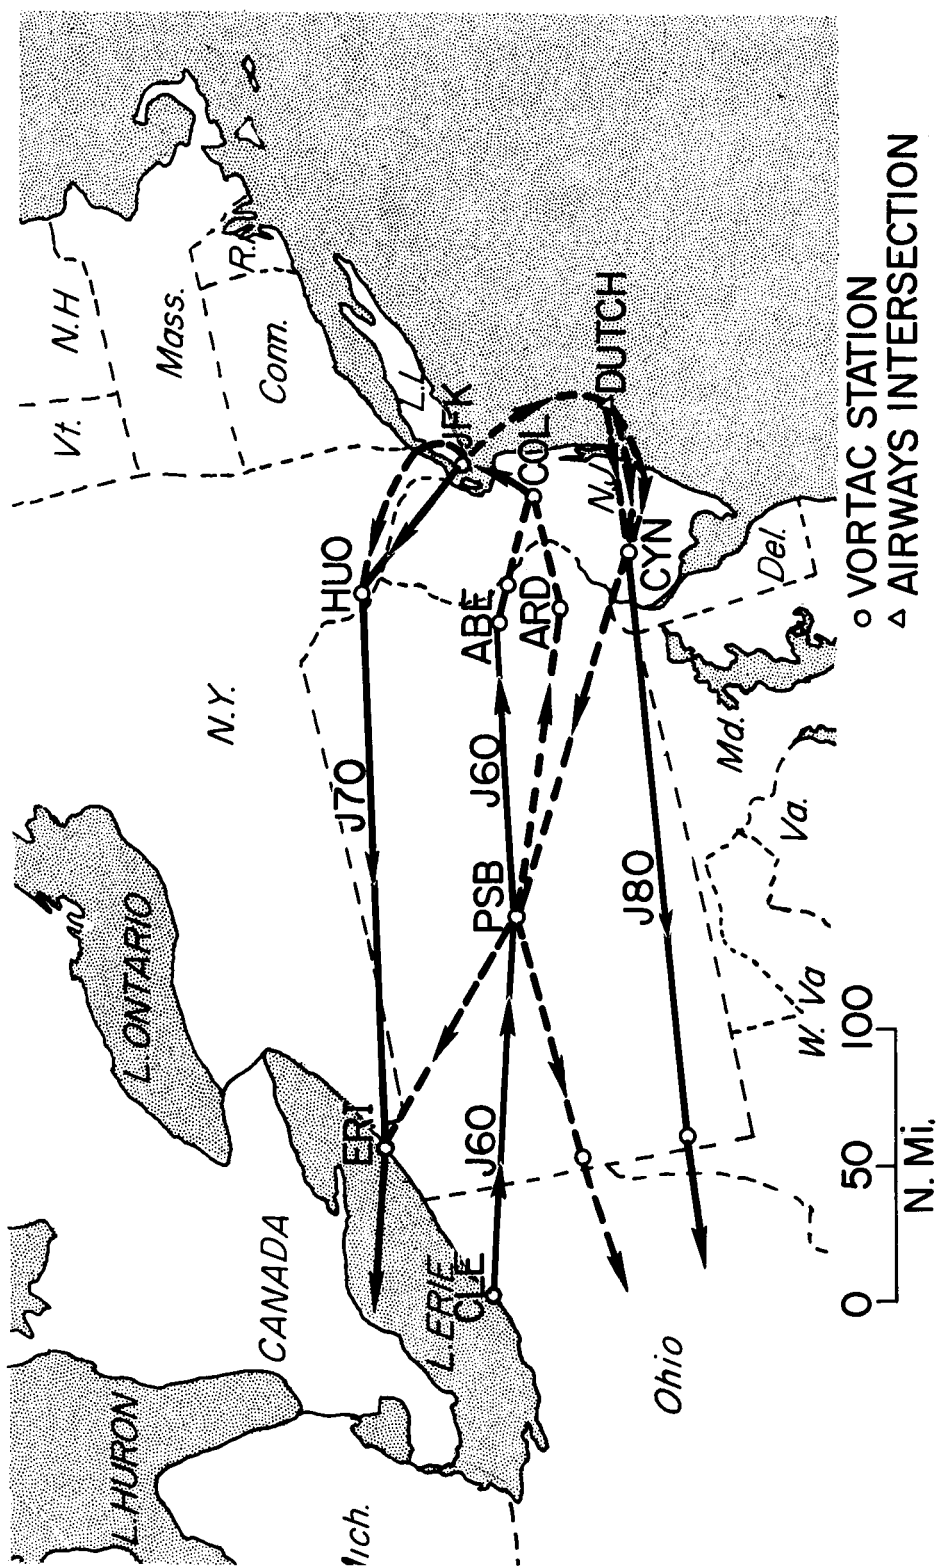 L. HURON
CANADA
L. ONTARIO
N.Y.
Vt.
N.H
Mass.
Conn.
R.I.
L.I.
L. ERIE
ERI
J70
HUO
JFK
CLE
J60
PSB
J60
ABE
ARD
COL
N.J.
DUTCH
CYN
J80
Ohio
W. Va
Va.
Md.
Del.
0 50 100
N. Mi.
VORTAC STATION
AIRWAYS INTERSECTION